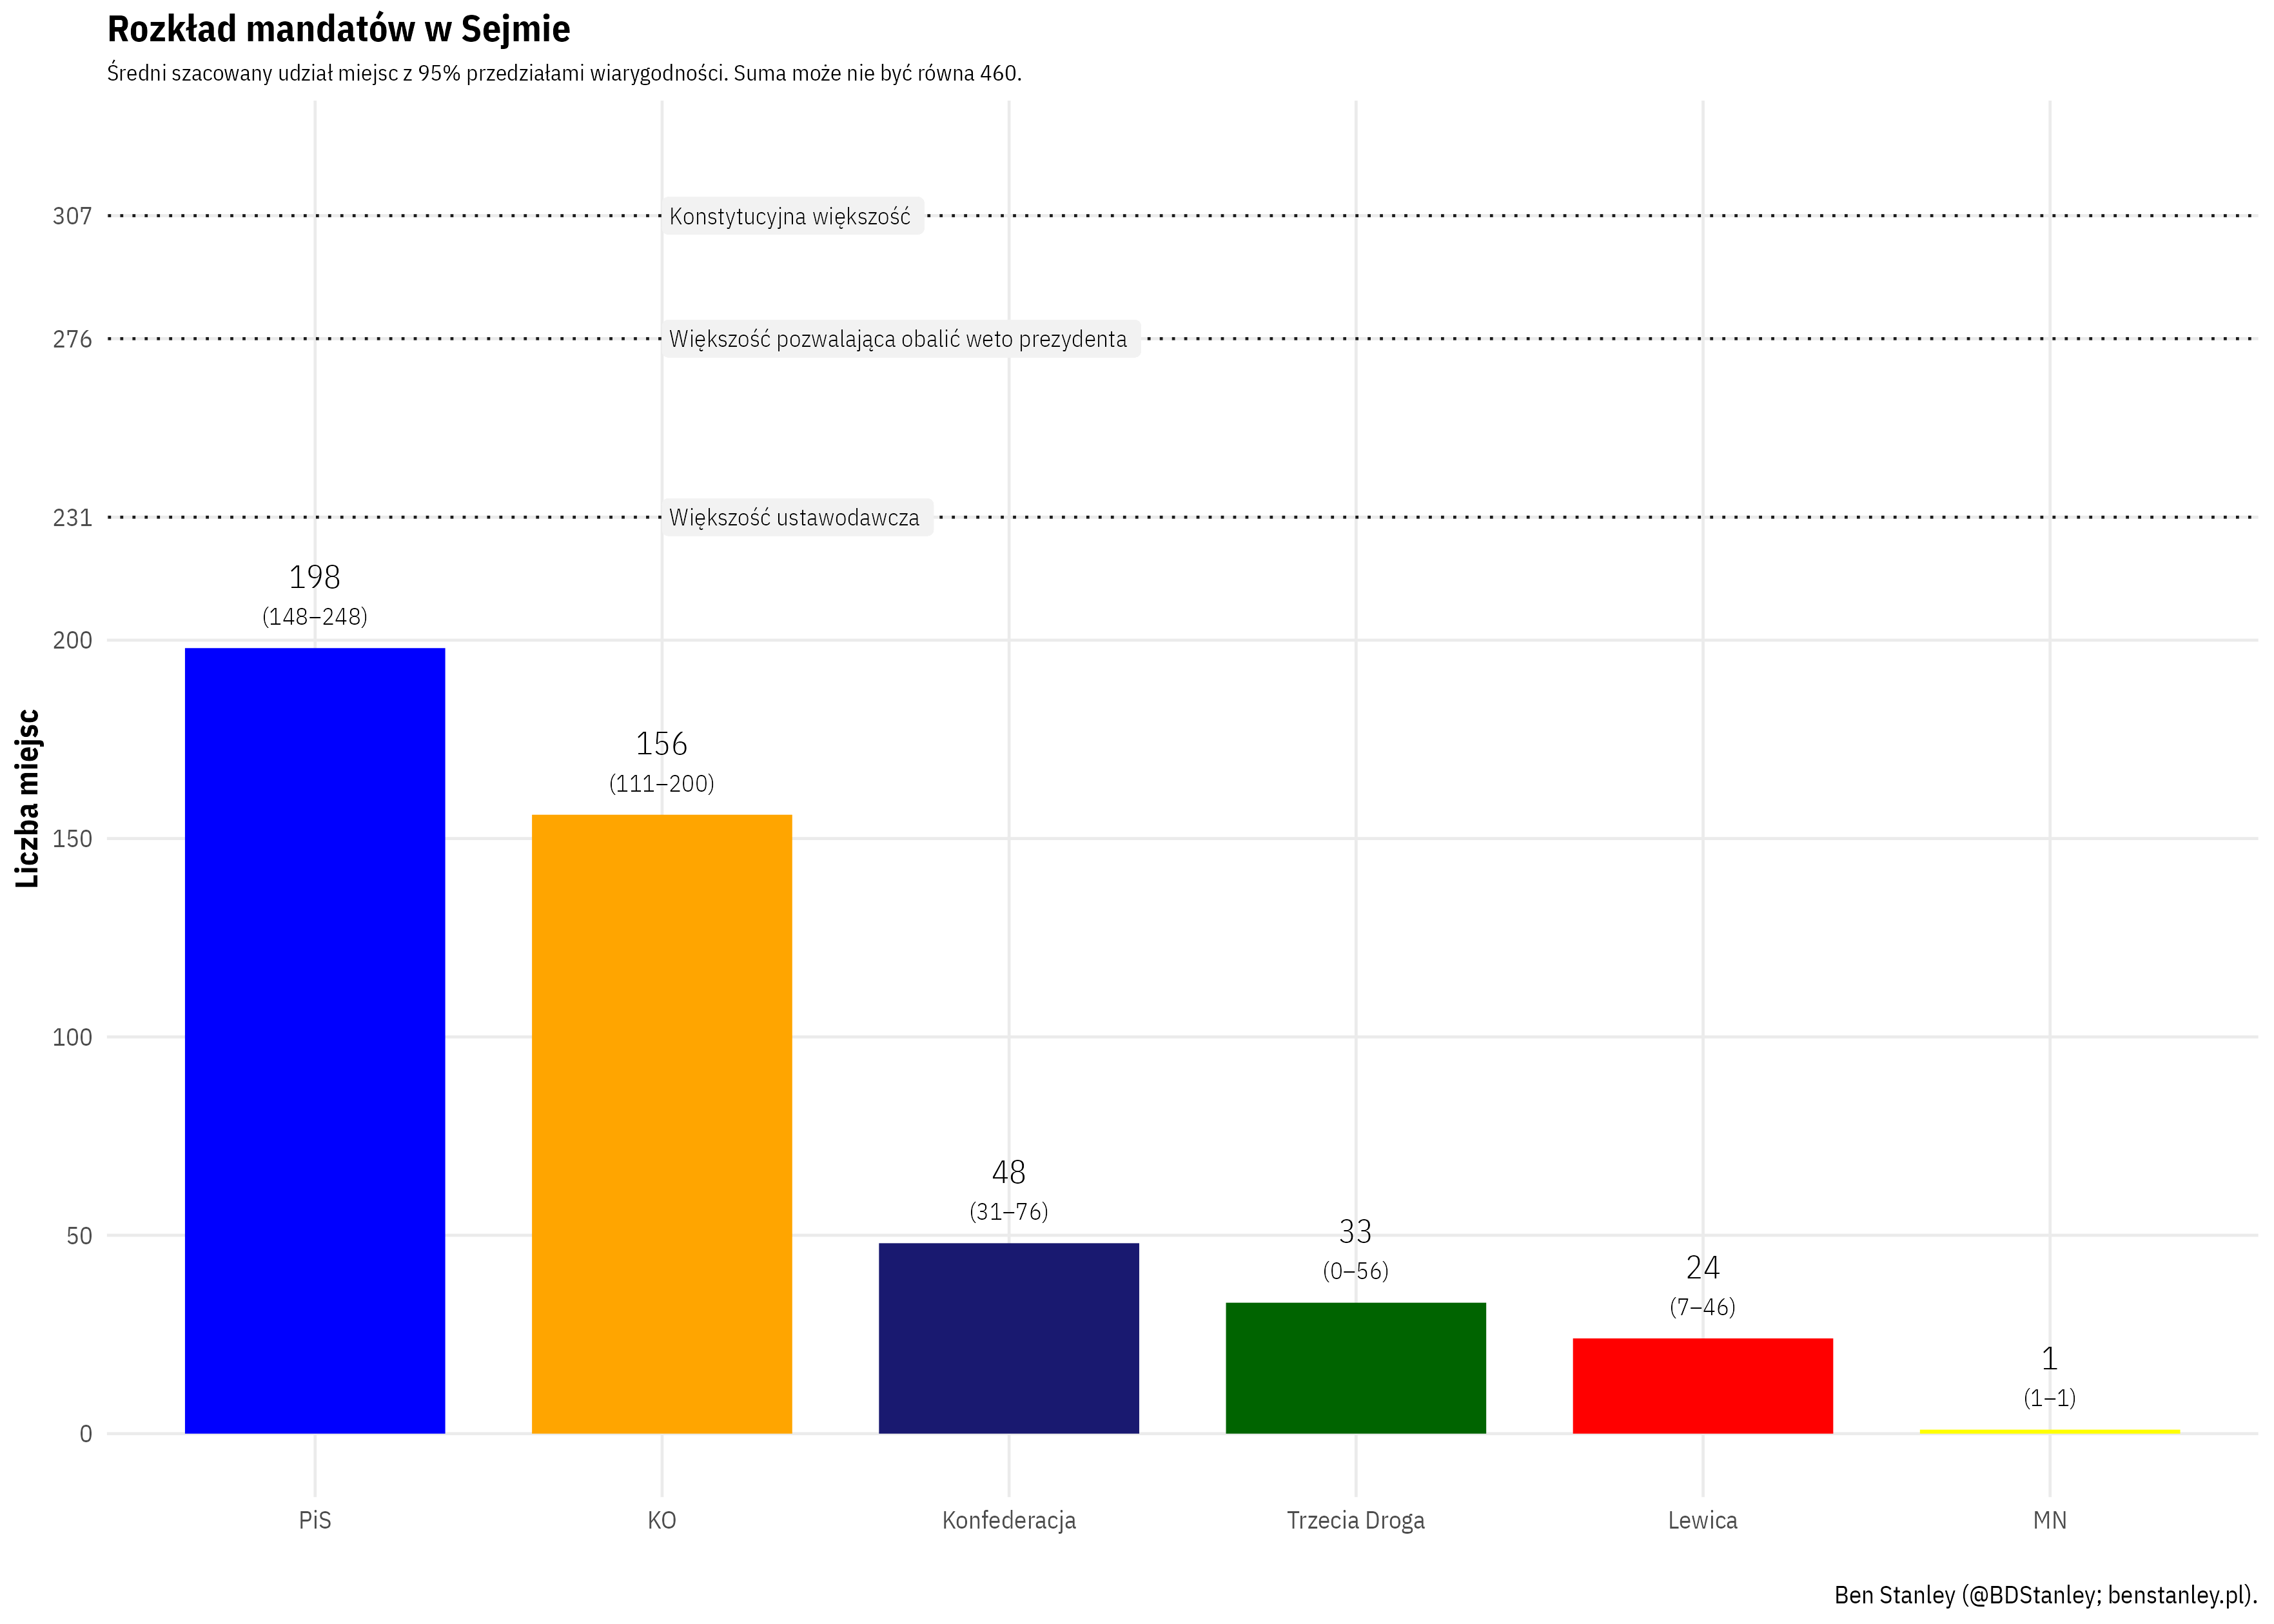 Rozkład mandatów w Sejmie
Średni szacowany udział miejsc z 95% przedziałami wiarygodności. Suma może nie być równa 460.
Liczba miejsc
307
Konstytucyjna większość
276
Większość pozwalająca obalić weto prezydenta
231
Większość ustawodawcza
200
150
100
50
0
198
(148–248)
156
(111–200)
48
(31–76)
33
(0–56)
24
(7–46)
1
(1–1)
PiS
KO
Konfederacja
Trzecia Droga
Lewica
MN
Ben Stanley (@BDStanley; benstanley.pl).